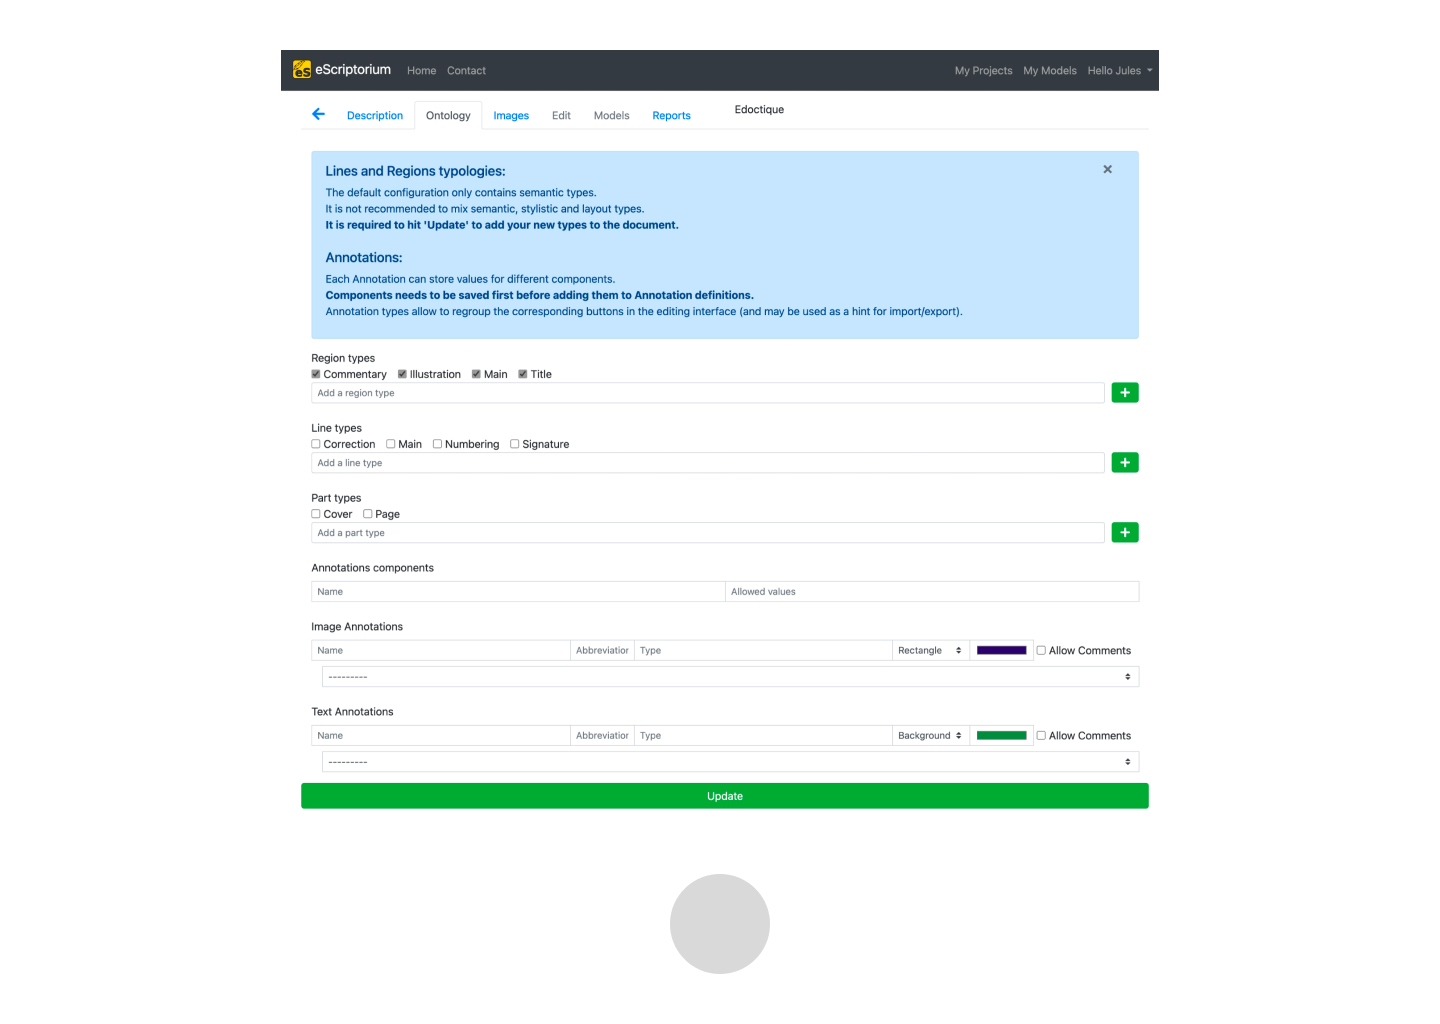 es eScriptorium Home Contact My Projects My Models Hello Jules
Description Ontology Images Edit Models Reports Edoctique
Lines and Regions typologies: ×
The default configuration only contains semantic types.
It is not recommended to mix semantic, stylistic and layout types.
It is required to hit 'Update' to add your new types to the document.
Annotations:
Each Annotation can store values for different components.
Components needs to be saved first before adding them to Annotation definitions.
Annotation types allow to regroup the corresponding buttons in the editing interface (and may be used as a hint for import/export).
Region types
Commentary Illustration Main Title
Add a region type +
Line types
Correction Main Numbering Signature
Add a line type +
Part types
Cover Page
Add a part type +
Annotations components
Name Allowed values
Image Annotations
Name Abbreviation Type Rectangle Allow Comments
---------
Text Annotations
Name Abbreviation Type Background Allow Comments
---------
Update